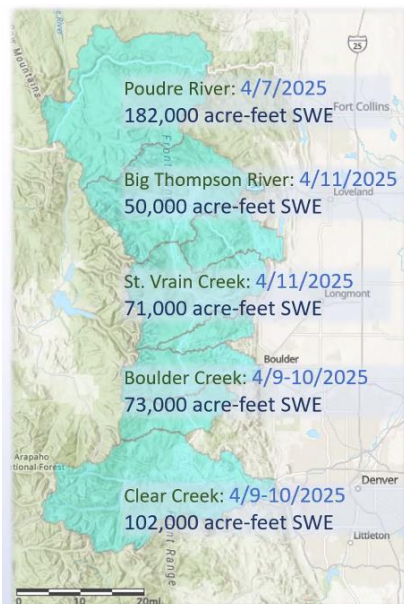 25
Poudre River: 4/7/2025
182,000 acre-feet SWE
Fort Collins
Front
Big Thompson River: 4/11/2025
50,000 acre-feet SWE
Loveland
St. Vrain Creek: 4/11/2025
71,000 acre-feet SWE
Longmont
Boulder
Boulder Creek: 4/9-10/2025
73,000 acre-feet SWE
Arapaho
National Forest
Denver
Clear Creek: 4/9-10/2025
102,000 acre-feet SWE
Littleton
Front Range
0 10 20mi